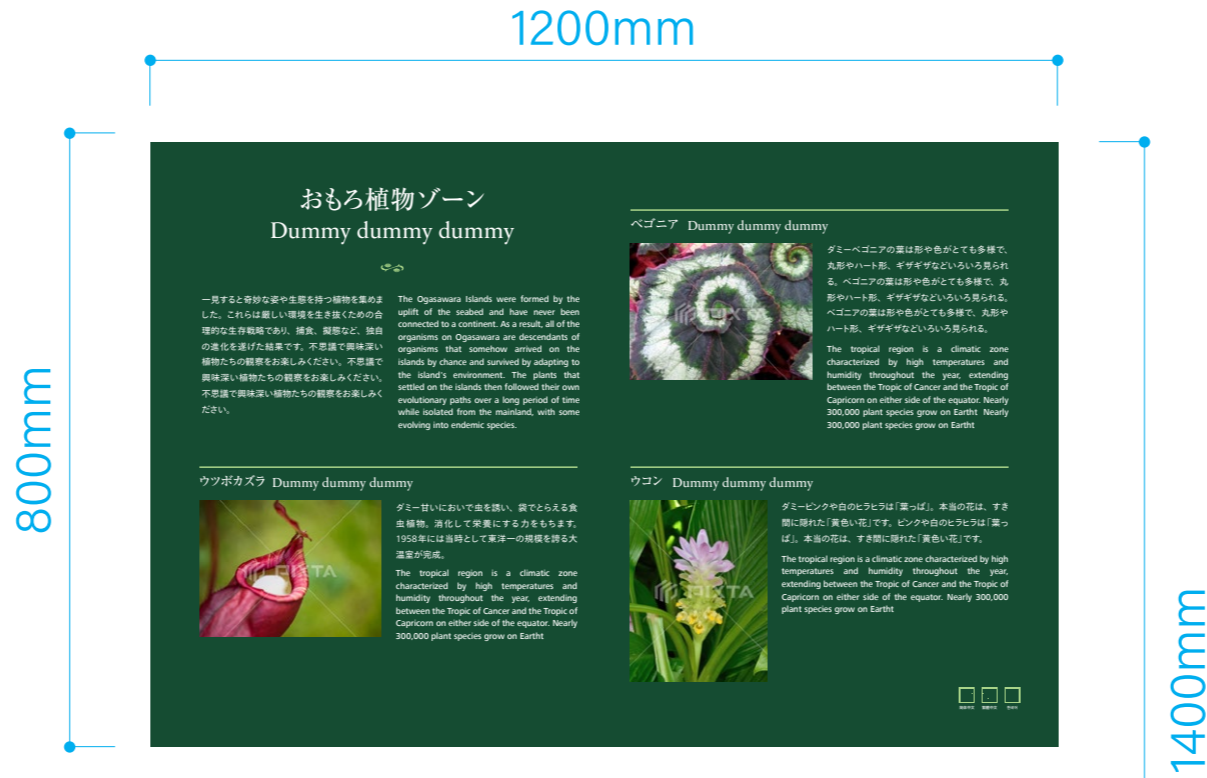 1200mm
800mm
1400mm
おもろ植物ゾーン
Dummy dummy dummy
一見すると奇妙な姿や生態を持つ植物を集めま
した。これらは厳しい環境を生き抜くための合
理的な生存戦略であり、捕食、擬態など、独自
の進化を遂げた結果です。不思議で興味深い
植物たちの観察をお楽しみください。不思議で
興味深い植物たちの観察をお楽しみください。
不思議で興味深い植物たちの観察をお楽しみく
ださい。
The Ogasawara Islands were formed by the
uplift of the seabed and have never been
connected to a continent. As a result, all of the
organisms on Ogasawara are descendants of
organisms that somehow arrived on the
islands by chance and survived by adapting to
the island's environment. The plants that
settled on the islands then followed their own
evolutionary paths over a long period of time
while isolated from the mainland, with some
evolving into endemic species.
ベゴニア Dummy dummy dummy
PIXTA
ダミーベゴニアの葉は形や色がとても多様で、
丸形やハート形、ギザギザなどいろいろ見られ
る。ベゴニアの葉は形や色がとても多様で、丸
形やハート形、ギザギザなどいろいろ見られる。
ベゴニアの葉は形や色がとても多様で、丸形や
ハート形、ギザギザなどいろいろ見られる。
The tropical region is a climatic zone
characterized by high temperatures and
humidity throughout the year, extending
between the Tropic of Cancer and the Tropic of
Capricorn on either side of the equator. Nearly
300,000 plant species grow on Eartht Nearly
300,000 plant species grow on Eartht
ウツボカズラ Dummy dummy dummy
PIXTA
ダミー甘いにおいで虫を誘い、袋でとらえる食
虫植物。消化して栄養にする力をもちます。
1958年には当時として東洋一の規模を誇る大
温室が完成。
The tropical region is a climatic zone
characterized by high temperatures and
humidity throughout the year, extending
between the Tropic of Cancer and the Tropic of
Capricorn on either side of the equator. Nearly
300,000 plant species grow on Eartht
ウコン Dummy dummy dummy
PIXTA
ダミーピンクや白のヒラヒラは「葉っぱ」。本当の花は、すき
間に隠れた「黄色い花」です。ピンクや白のヒラヒラは「葉っ
ぱ」。本当の花は、すき間に隠れた「黄色い花」です。
The tropical region is a climatic zone characterized by high
temperatures and humidity throughout the year,
extending between the Tropic of Cancer and the Tropic of
Capricorn on either side of the equator. Nearly 300,000
plant species grow on Eartht